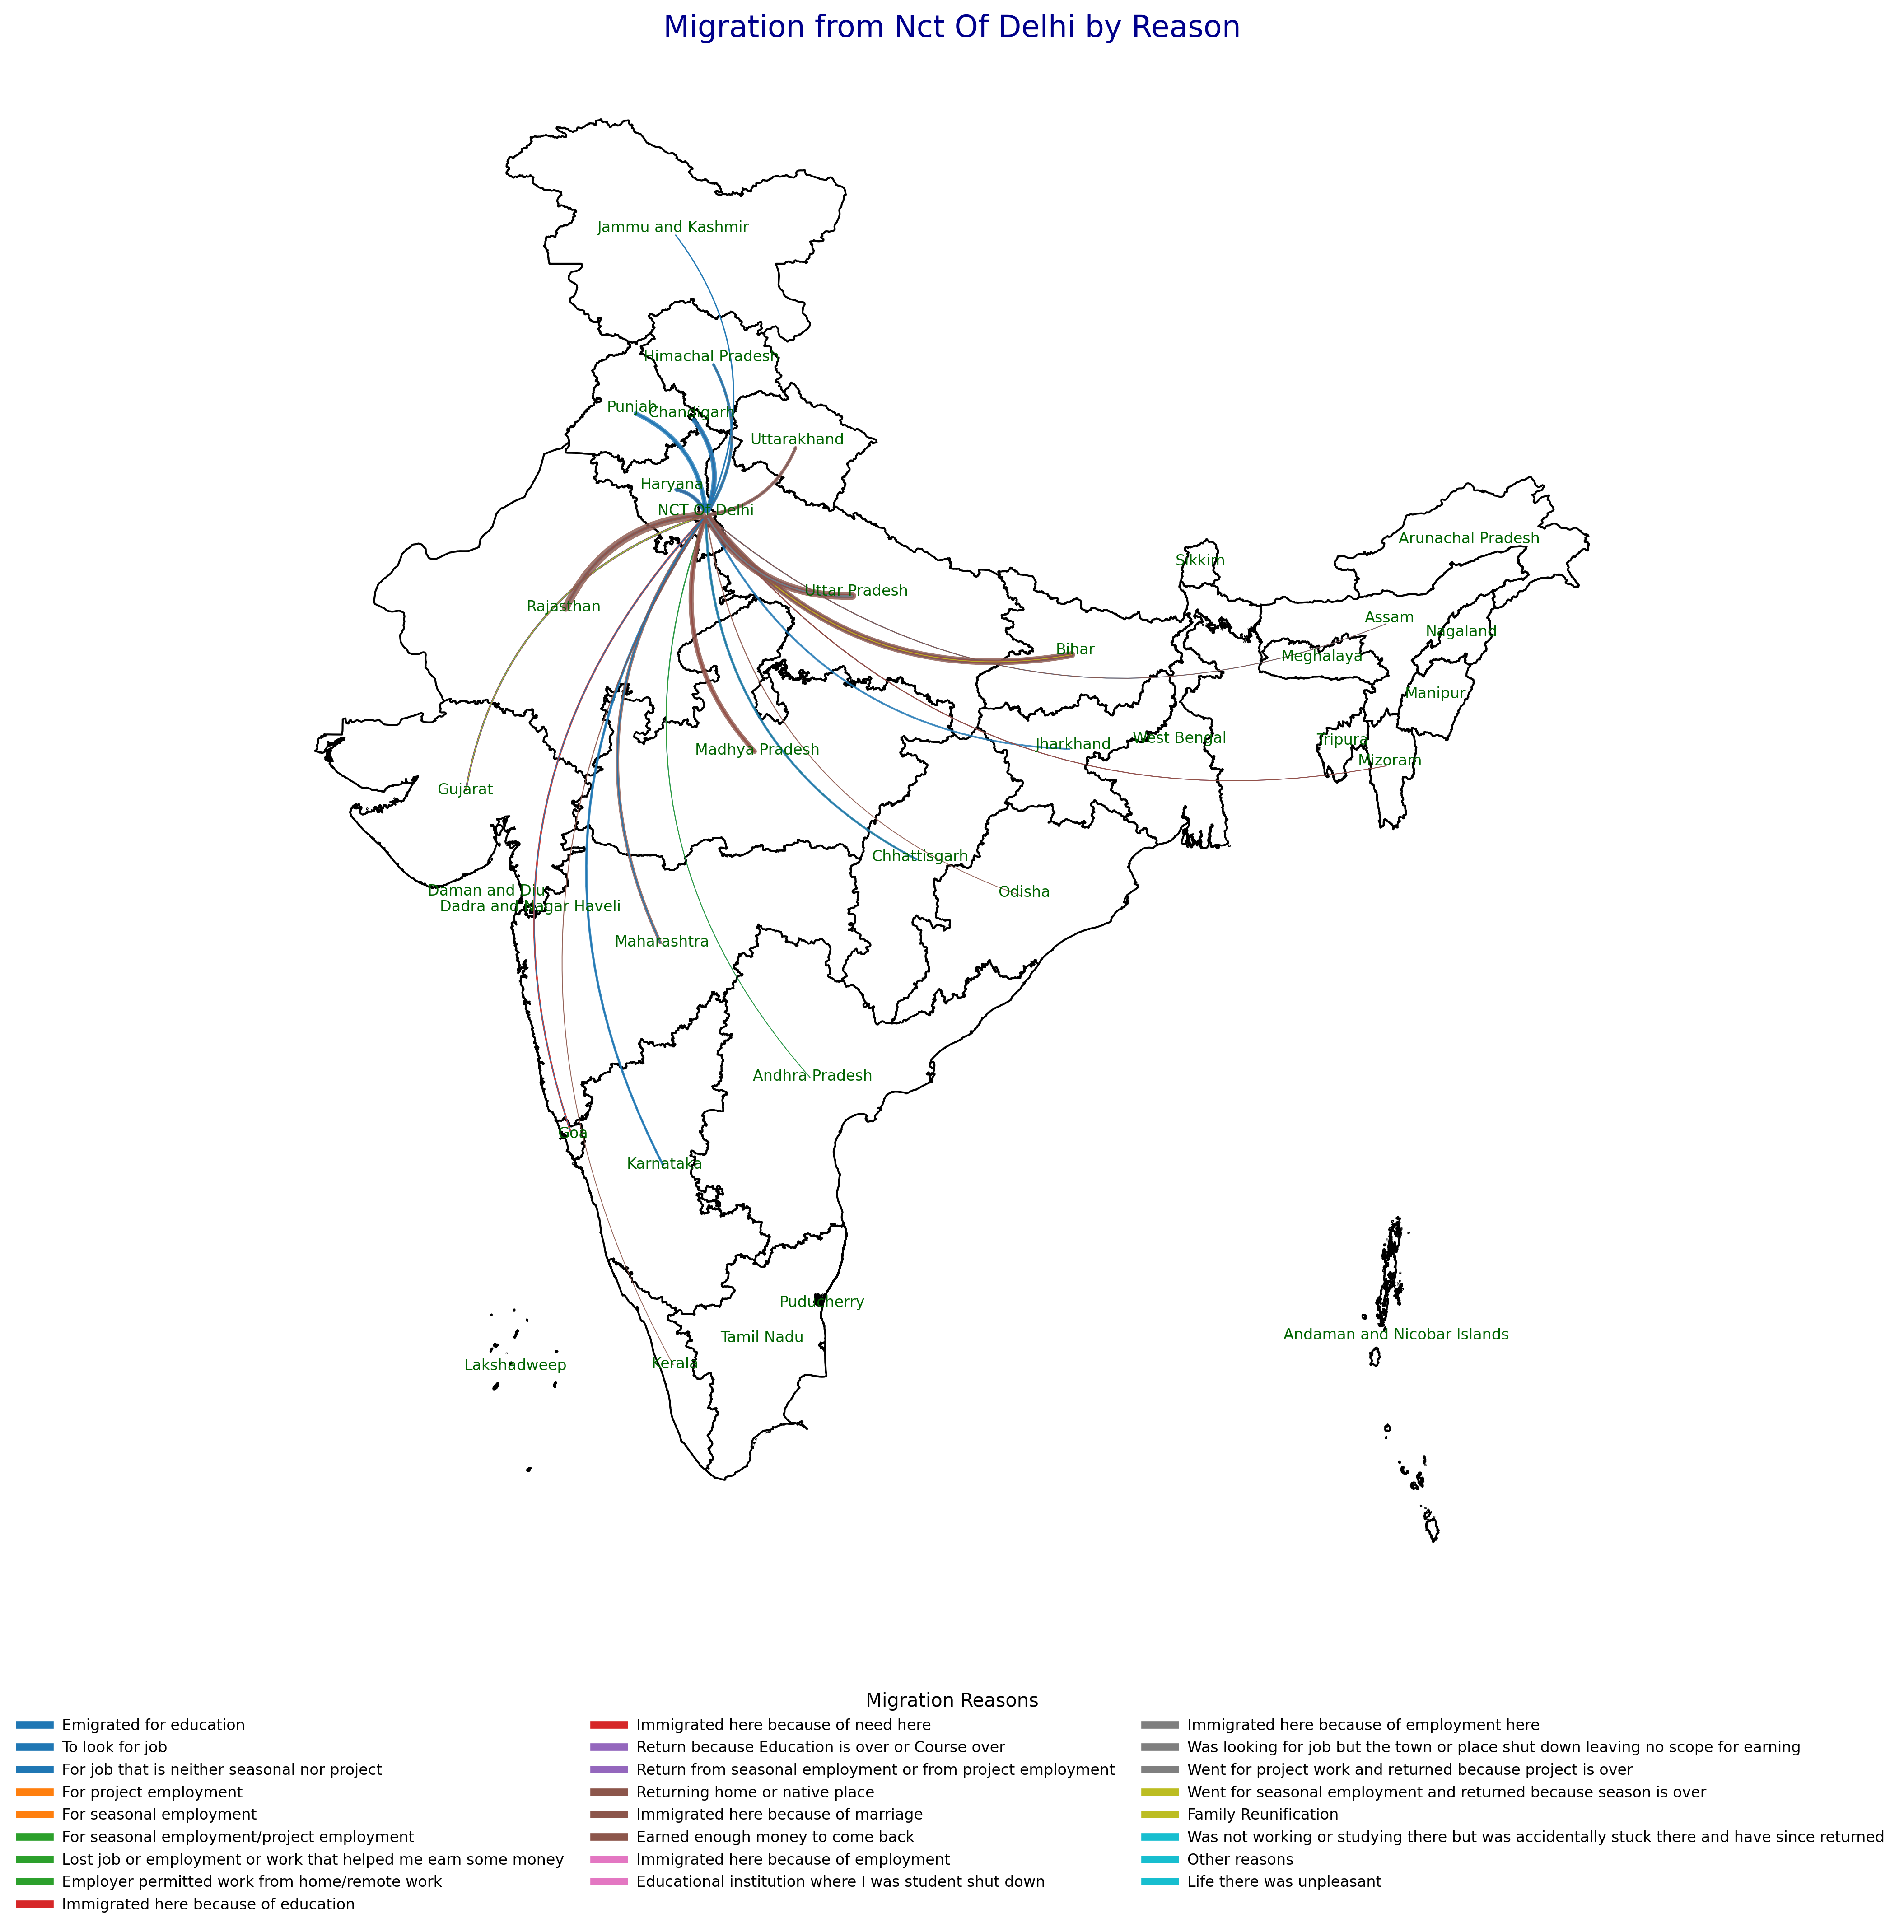 Migration from Nct Of Delhi by Reason
Jammu and Kashmir
Himachal Pradesh
Punjab
Chandigarh
Uttarakhand
Haryana
NCT Of Delhi
Arunachal Pradesh
Sikkim
Uttar Pradesh
Rajasthan
Assam
Nagaland
Bihar
Meghalaya
Manipur
West Bengal
Tripura
Jharkhand
Madhya Pradesh
Mizoram
Gujarat
Chhattisgarh
Daman and Diu
Odisha
Dadra and Nagar Haveli
Maharashtra
Andhra Pradesh
Goa
Karnataka
Puducherry
Andaman and Nicobar Islands
Tamil Nadu
Kerala
Lakshadweep
Migration Reasons
Emigrated for education
To look for job
For job that is neither seasonal nor project
For project employment
For seasonal employment
For seasonal employment/project employment
Lost job or employment or work that helped me earn some money
Employer permitted work from home/remote work
Immigrated here because of education
Immigrated here because of need here
Return because Education is over or Course over
Return from seasonal employment or from project employment
Returning home or native place
Immigrated here because of marriage
Earned enough money to come back
Immigrated here because of employment
Educational institution where I was student shut down
Immigrated here because of employment here
Was looking for job but the town or place shut down leaving no scope for earning
Went for project work and returned because project is over
Went for seasonal employment and returned because season is over
Family Reunification
Was not working or studying there but was accidentally stuck there and have since returned
Other reasons
Life there was unpleasant